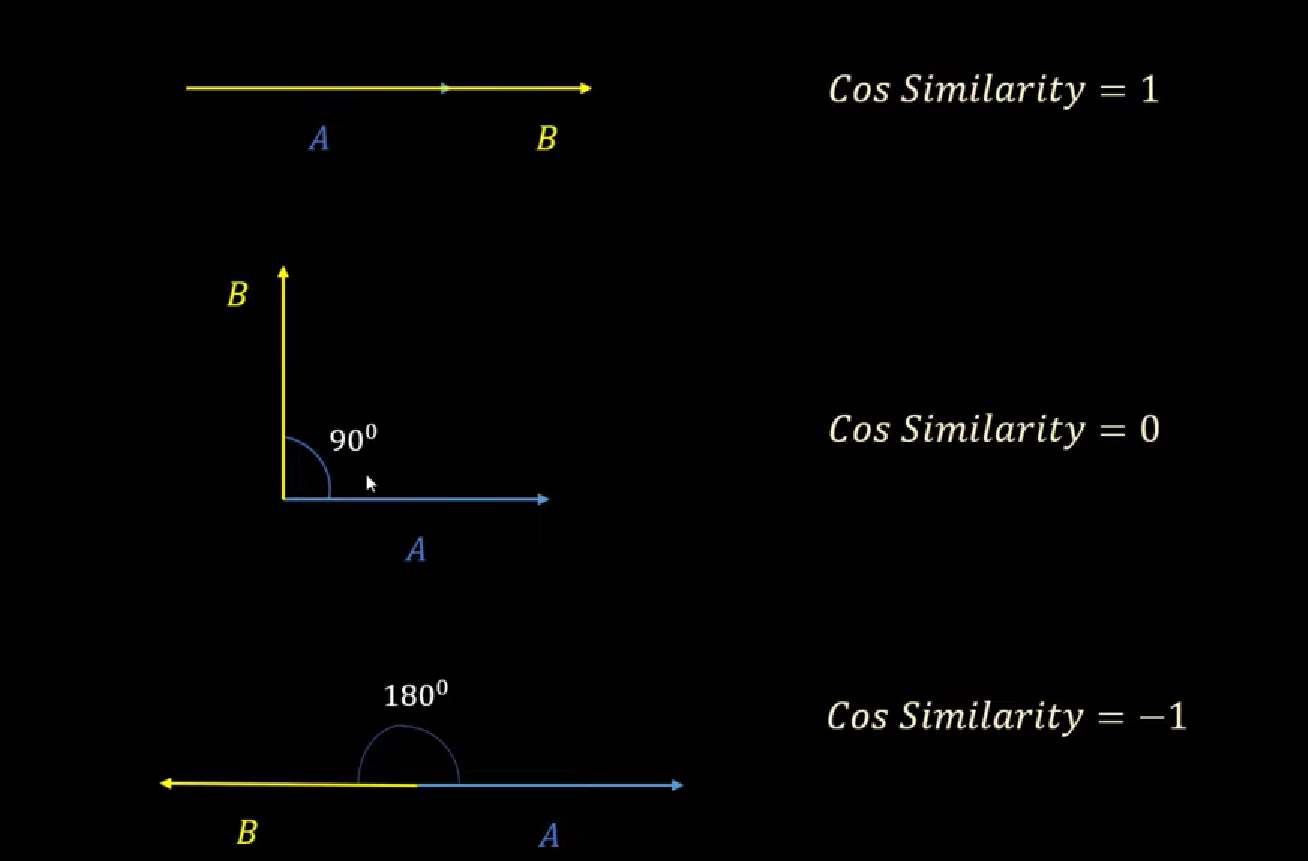 Cos Similarity = 1
A B
B
90⁰
Cos Similarity = 0
A
180⁰
Cos Similarity = −1
B A